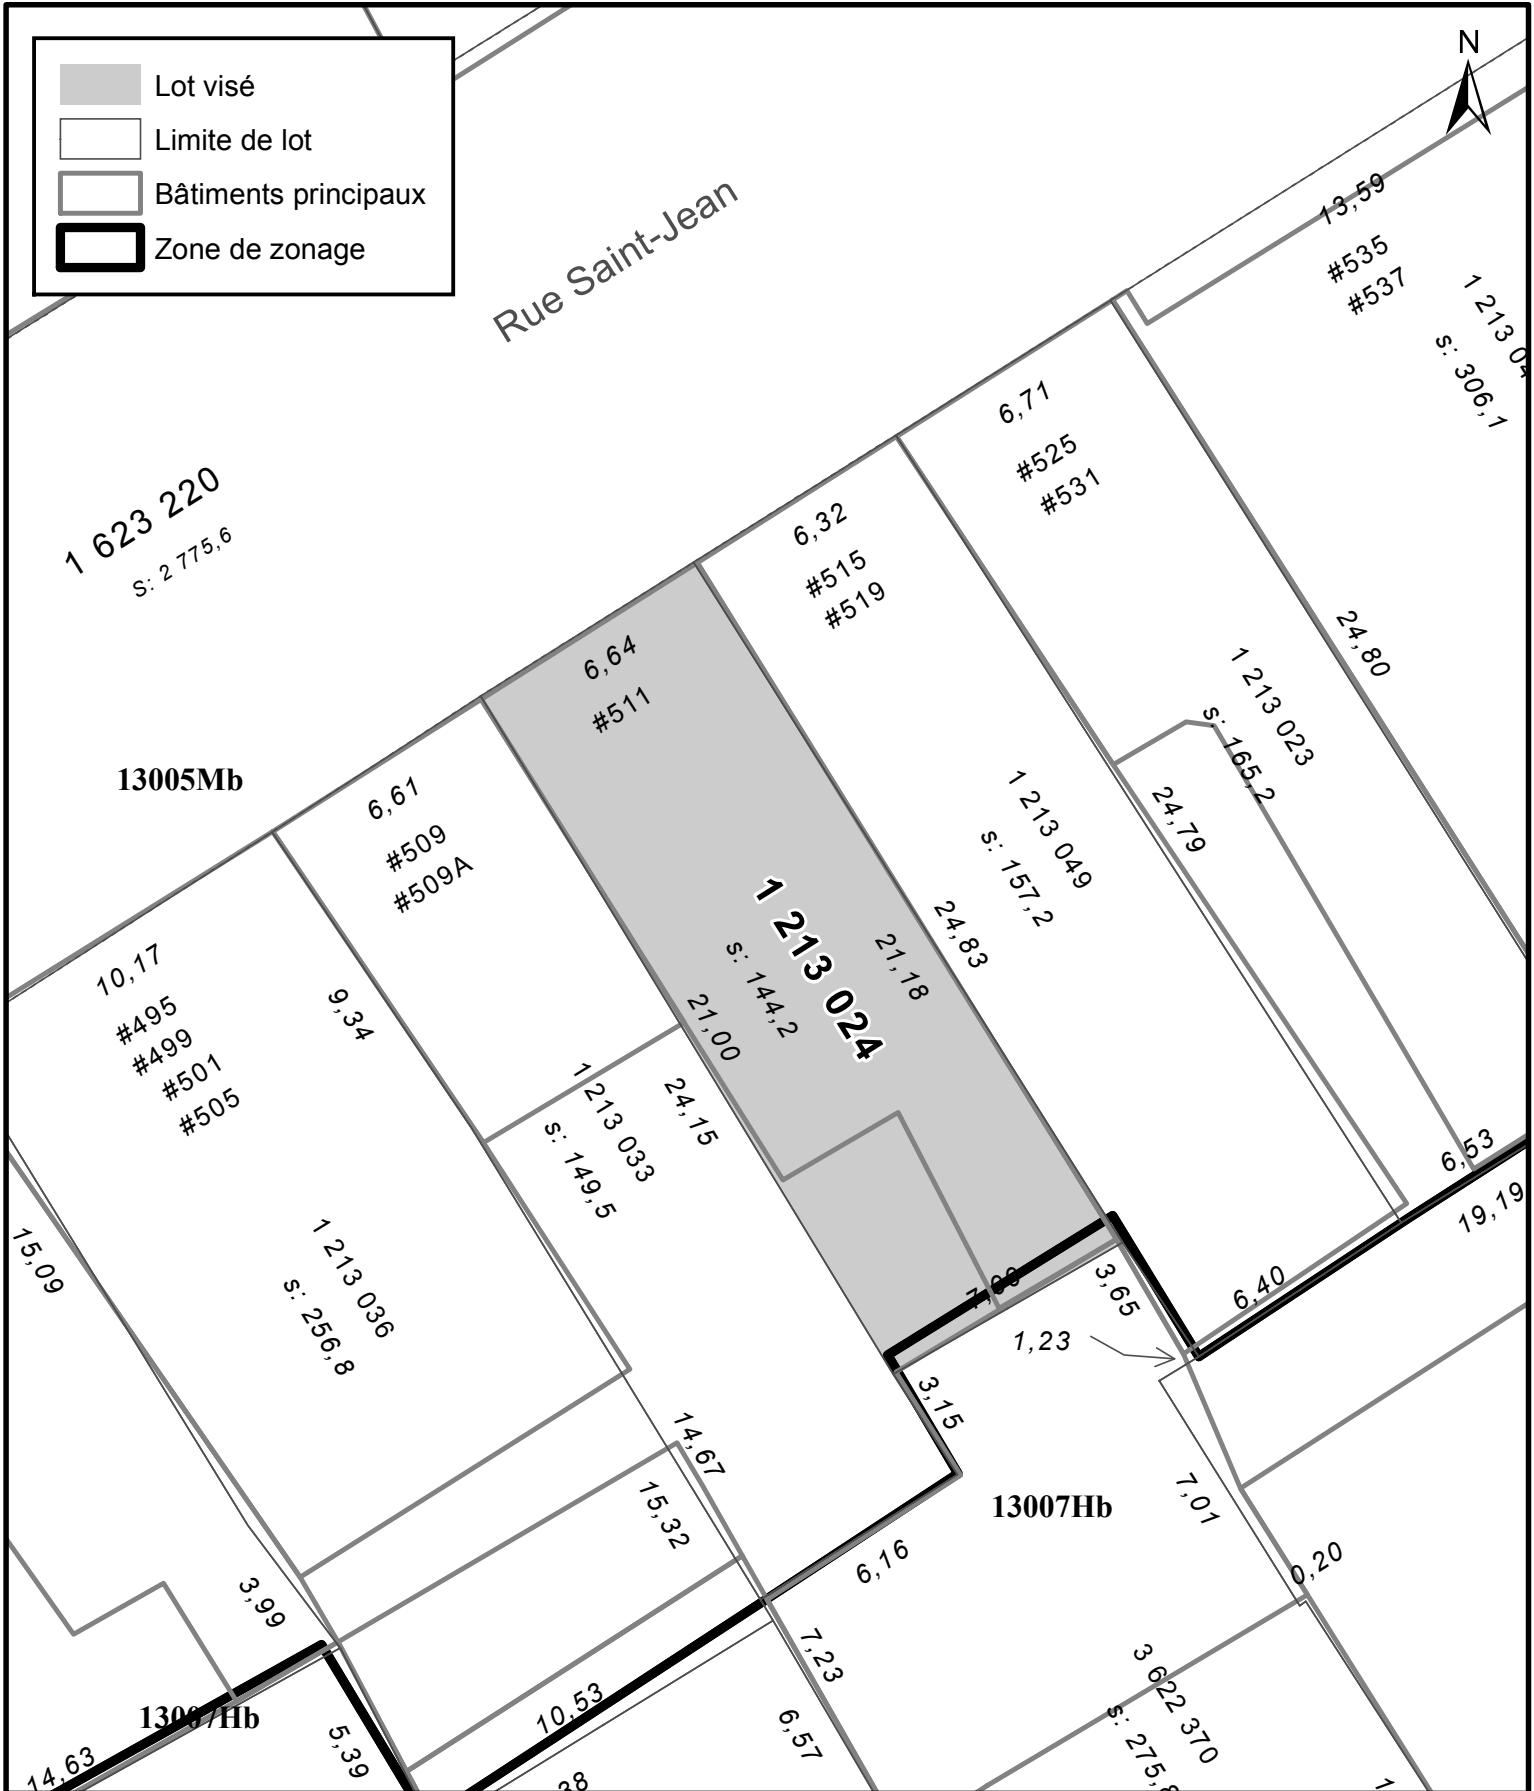 Lot visé
Limite de lot
Bâtiments principaux
Zone de zonage
N
Rue Saint-Jean
13,59
#535
#537
s: 306,1
6,71
#525
#531
1 623 220
S: 2 775,6
6,32
#515
#519
24,80
6,64
#511
1 213 023
s: 165,2
13005Mb
6,61
#509
#509A
24,79
1 213 049
s: 157,2
1 213 024
s: 144,2
21,18
24,83
21,00
10,17
#495
#499
#501
#505
9,34
1 213 033
s: 149,5
24,15
6,53
19,19
15,09
1 213 036
s: 256,8
3,65
6,40
1,23
3,15
14,67
15,32
13007Hb
7,01
6,16
0,20
3,99
7,23
3 622 370
13007Hb
10,53
5,39
6,57
14,63